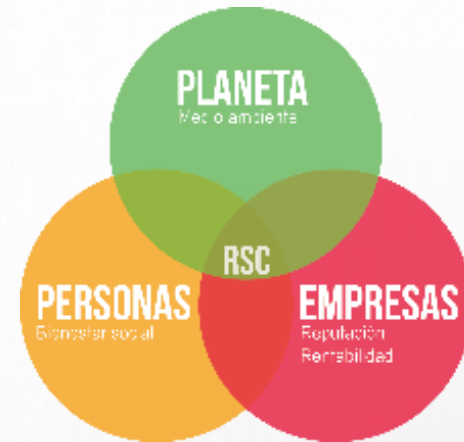 PLANETA
Medio ambiente
RSC
PERSONAS
Bienestar social
EMPRESAS
Reputación
Rentabilidad